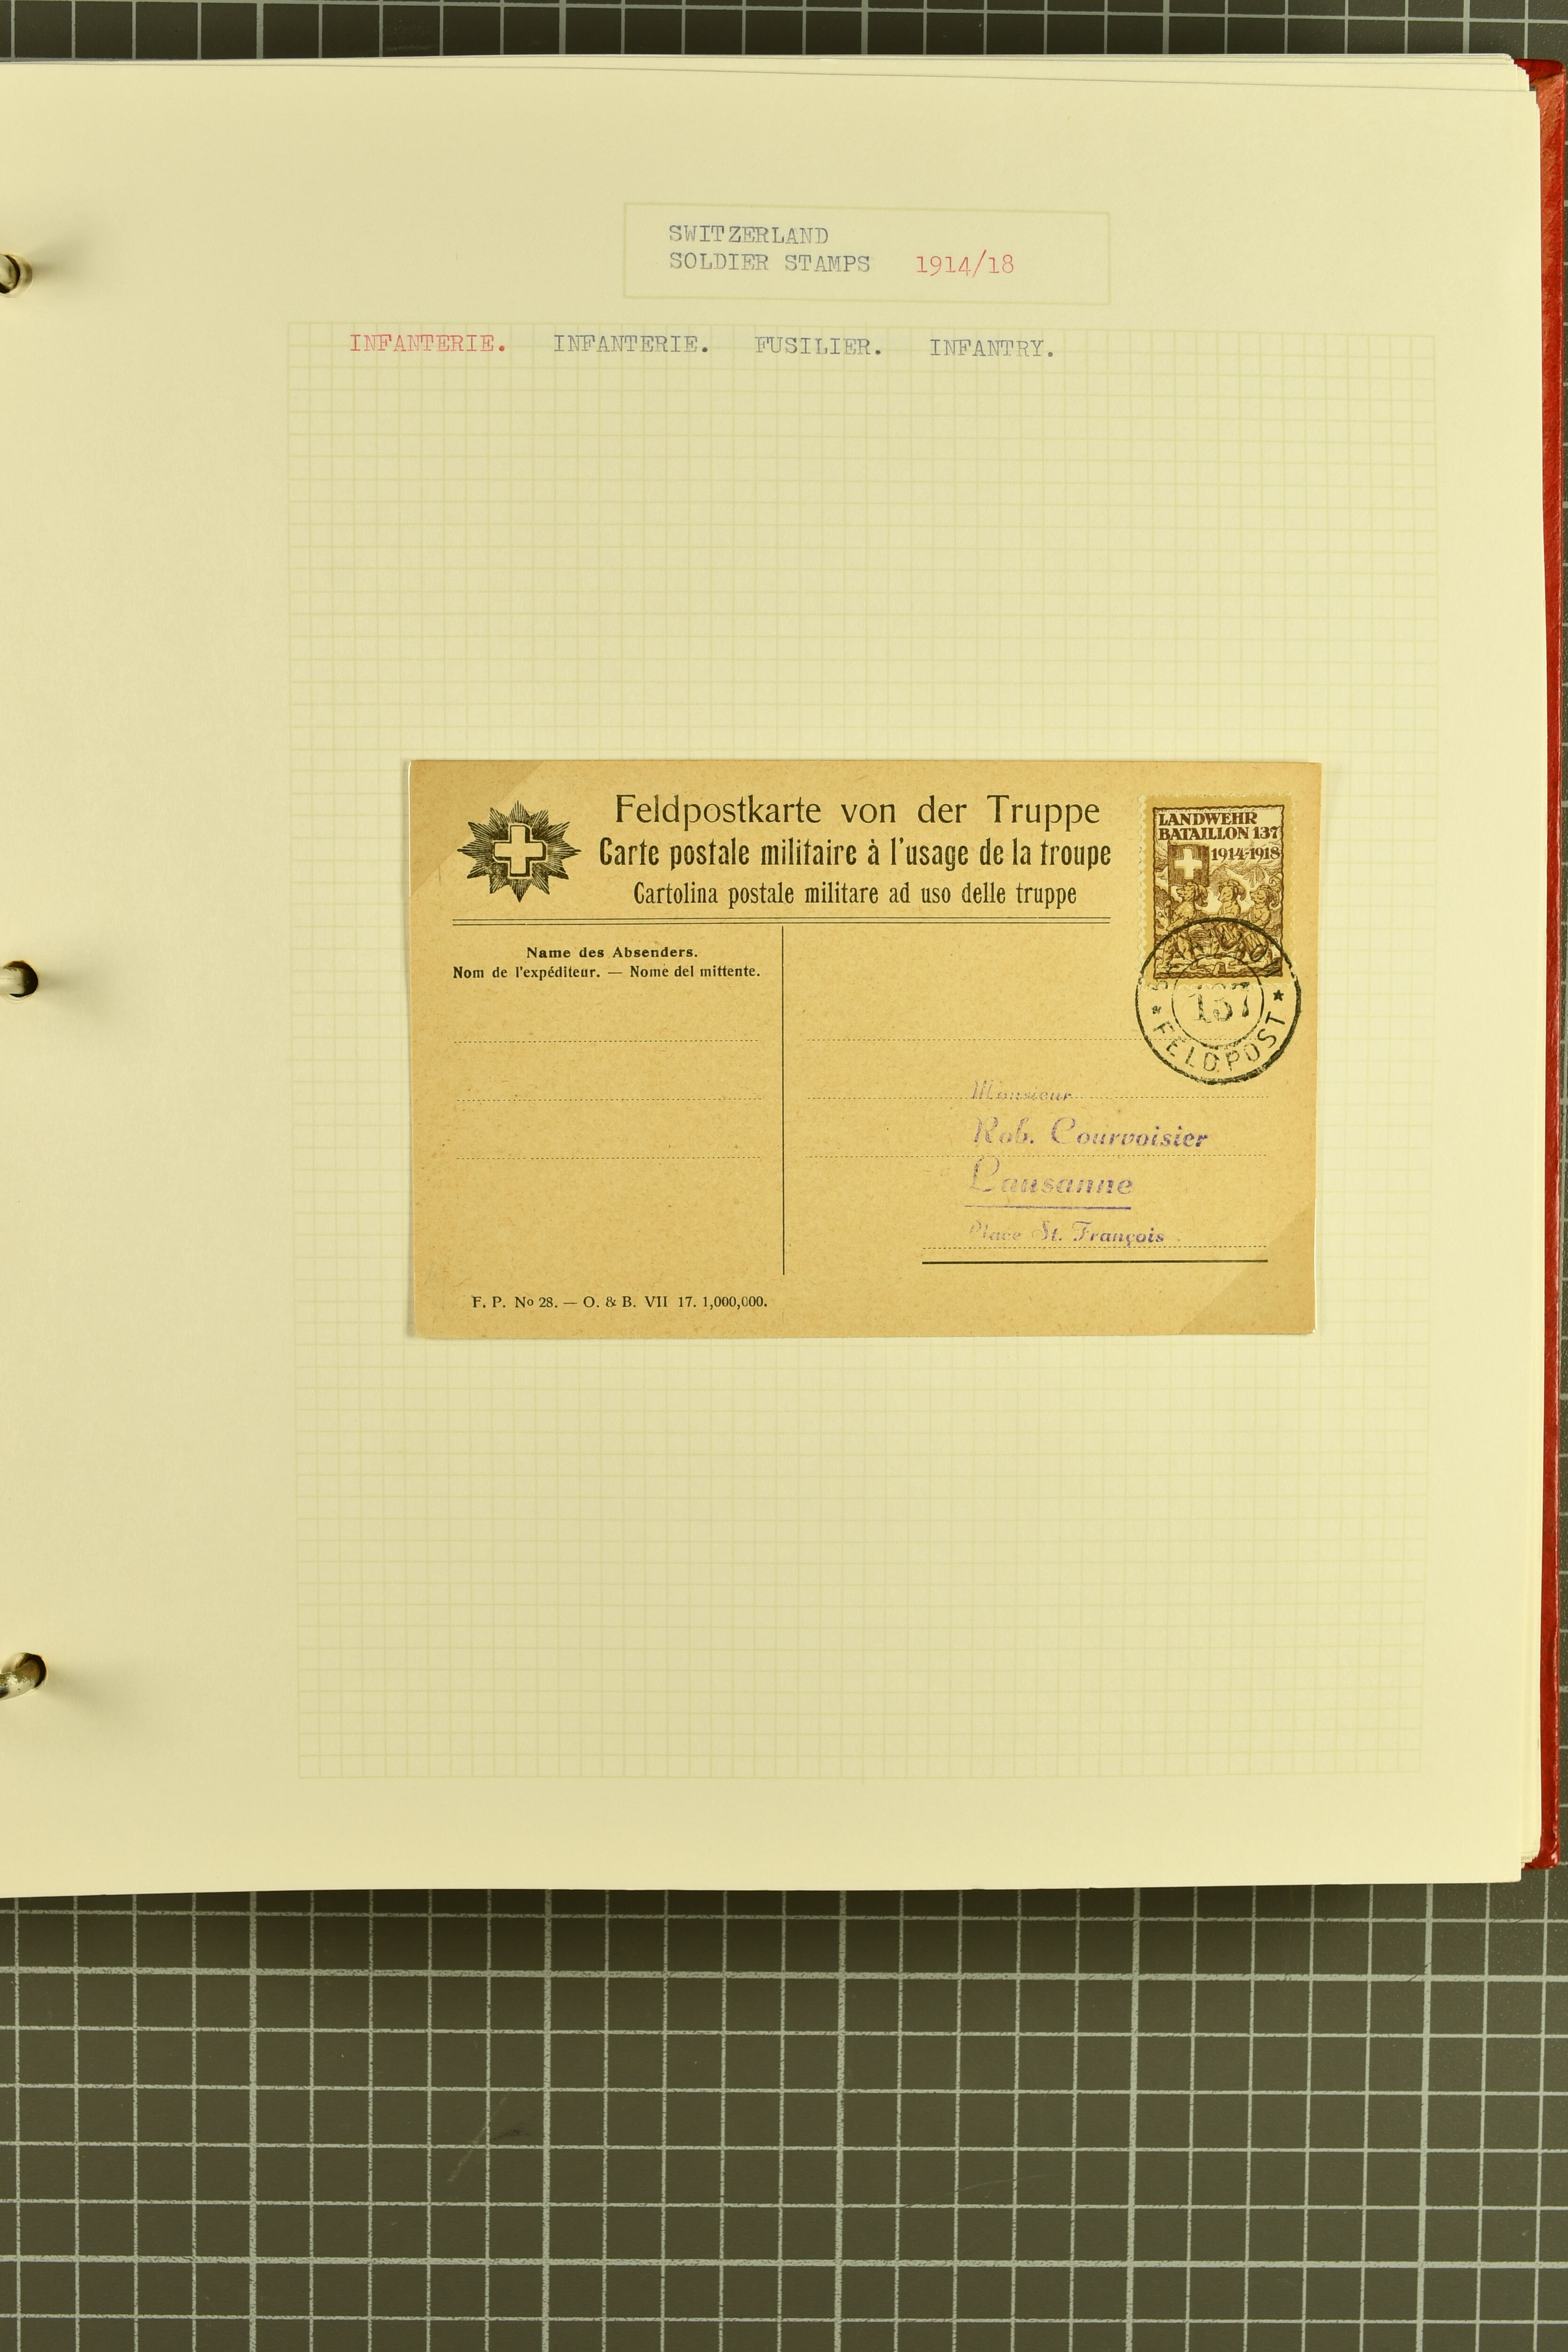 SWITZERLAND
SOLDIER STAMPS 1914/18
INFANTERIE. INFANTERIE. FUSILIER. INFANTRY.
Feldpostkarte von der Truppe
Carte postale militaire à l'usage de la troupe
Cartolina postale militare ad uso delle truppe
LANDWEHR
BATAILLON 137
1914-1918
Name des Absenders.
Nom de l'expéditeur. — Nome del mittente.
137
* FELDPOST *
Monsieur
Rob. Courvoisier
Lausanne
Place St. François
F. P. No 28. — O. & B. VII 17. 1,000,000.